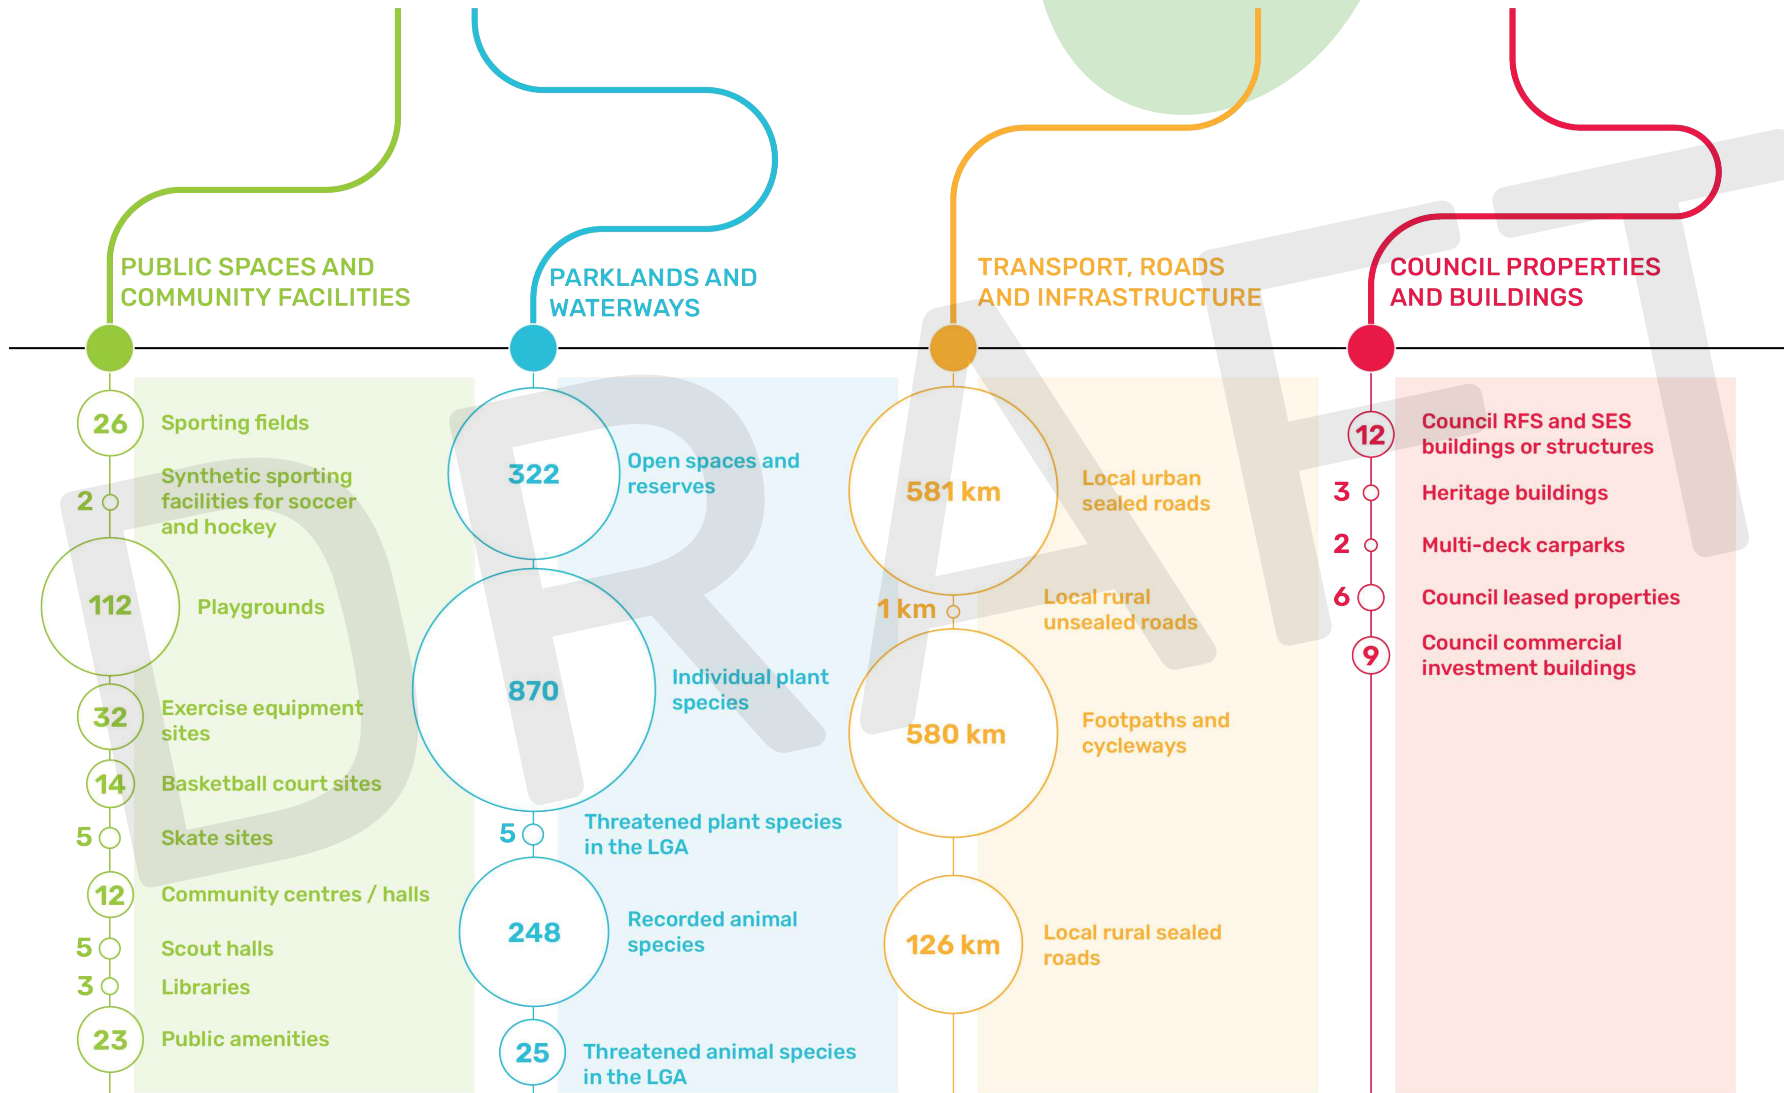 PUBLIC SPACES AND
COMMUNITY FACILITIES
26
Sporting fields
2
Synthetic sporting
facilities for soccer
and hockey
112
Playgrounds
32
Exercise equipment
sites
14
Basketball court sites
5
Skate sites
12
Community centres / halls
5
Scout halls
3
Libraries
23
Public amenities
PARKLANDS AND
WATERWAYS
322
Open spaces and
reserves
870
Individual plant
species
5
Threatened plant species
in the LGA
248
Recorded animal
species
25
Threatened animal species
in the LGA
TRANSPORT, ROADS
AND INFRASTRUCTURE
581 km
Local urban
sealed roads
1 km
Local rural
unsealed roads
580 km
Footpaths and
cycleways
126 km
Local rural sealed
roads
COUNCIL PROPERTIES
AND BUILDINGS
12
Council RFS and SES
buildings or structures
3
Heritage buildings
2
Multi-deck carparks
6
Council leased properties
9
Council commercial
investment buildings
DRAFT